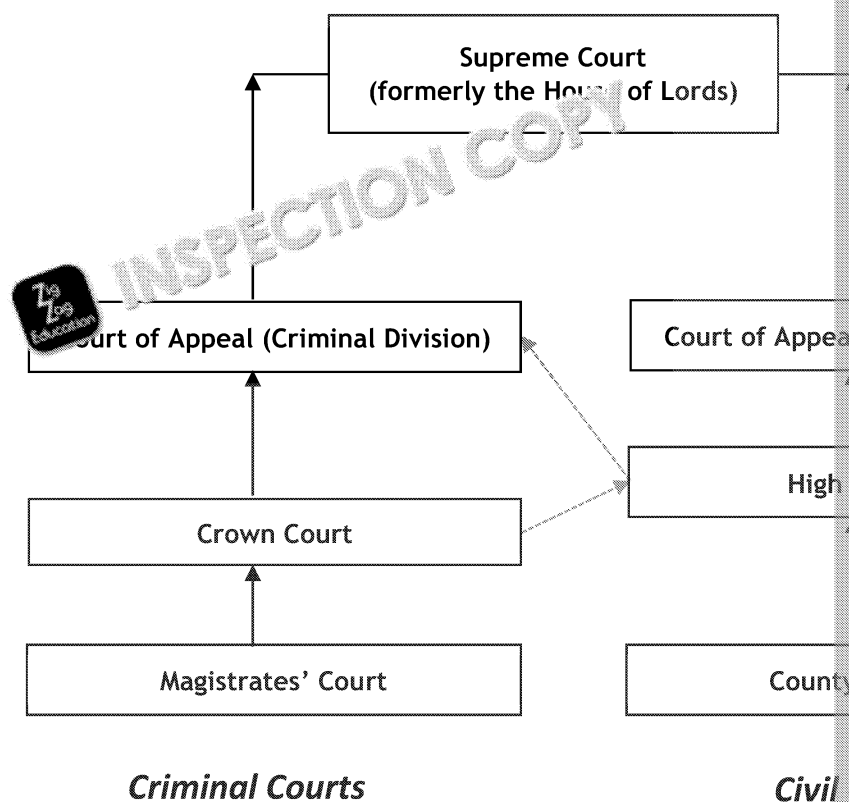 Supreme Court
(formerly the House of Lords)
INSPECTION COPY
Zig
Zag
Education
Court of Appeal (Criminal Division)
Court of Appea
High
Crown Court
Magistrates’ Court
County
Criminal Courts
Civil